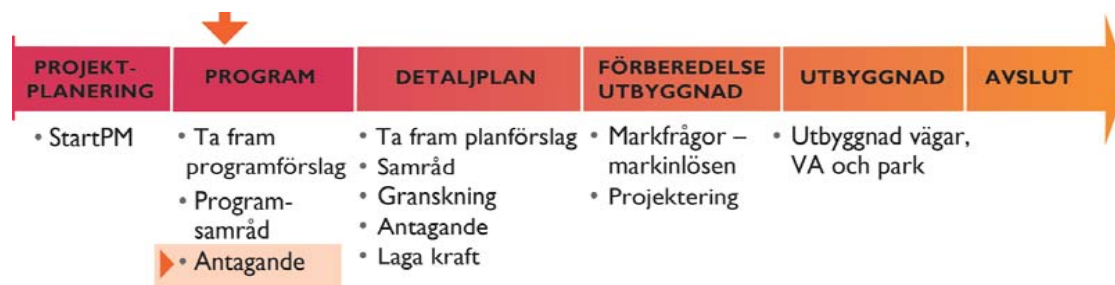 PROJEKT-
PLANERING
PROGRAM
DETALJPLAN
FÖRBEREDELSE
UTBYGGNAD
UTBYGGNAD
AVSLUT
• StartPM
• Ta fram
programförslag
• Program-
samråd
• Antagande
• Ta fram planförslag
• Samråd
• Granskning
• Antagande
• Laga kraft
• Markfrågor –
markinlösen
• Projektering
• Utbyggnad vägar,
VA och park